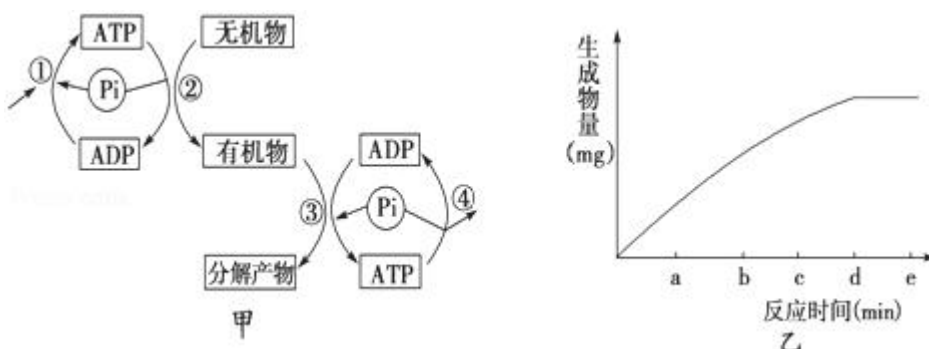 ATP
无机物
①
Pi
②
ADP
有机物
ADP
③
Pi
④
分解产物
ATP
甲
生成物量
(mg)
a b c d e
反应时间(min)
乙